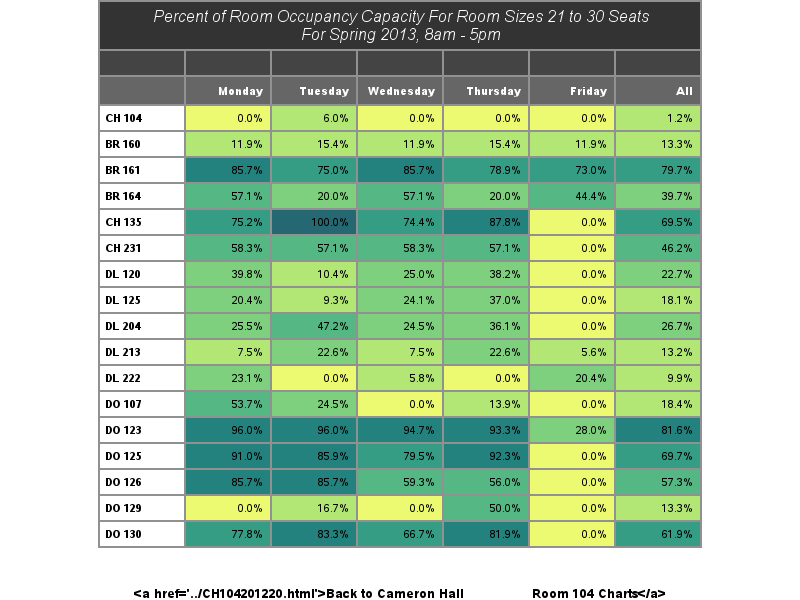 Percent of Room Occupancy Capacity For Room Sizes 21 to 30 Seats
For Spring 2013, 8am - 5pm
Monday Tuesday Wednesday Thursday Friday All
CH 104 0.0% 6.0% 0.0% 0.0% 0.0% 1.2%
BR 160 11.9% 15.4% 11.9% 15.4% 11.9% 13.3%
BR 161 85.7% 75.0% 85.7% 78.9% 73.0% 79.7%
BR 164 57.1% 20.0% 57.1% 20.0% 44.4% 39.7%
CH 135 75.2% 100.0% 74.4% 87.8% 0.0% 69.5%
CH 231 58.3% 57.1% 58.3% 57.1% 0.0% 46.2%
DL 120 39.8% 10.4% 25.0% 38.2% 0.0% 22.7%
DL 125 20.4% 9.3% 24.1% 37.0% 0.0% 18.1%
DL 204 25.5% 47.2% 24.5% 36.1% 0.0% 26.7%
DL 213 7.5% 22.6% 7.5% 22.6% 5.6% 13.2%
DL 222 23.1% 0.0% 5.8% 0.0% 20.4% 9.9%
DO 107 53.7% 24.5% 0.0% 13.9% 0.0% 18.4%
DO 123 96.0% 96.0% 94.7% 93.3% 28.0% 81.6%
DO 125 91.0% 85.9% 79.5% 92.3% 0.0% 69.7%
DO 126 85.7% 85.7% 59.3% 56.0% 0.0% 57.3%
DO 129 0.0% 16.7% 0.0% 50.0% 0.0% 13.3%
DO 130 77.8% 83.3% 66.7% 81.9% 0.0% 61.9%
<a href='../CH104201220.html'>Back to Cameron Hall Room 104 Charts</a>